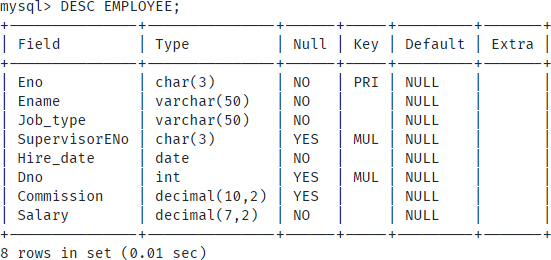 mysql> DESC EMPLOYEE;
+--------------+---------------+------+-----+---------+-------+
| Field        | Type          | Null | Key | Default | Extra |
+--------------+---------------+------+-----+---------+-------+
| Eno          | char(3)       | NO   | PRI | NULL    |       |
| Ename        | varchar(50)   | NO   |     | NULL    |       |
| Job_type     | varchar(50)   | NO   |     | NULL    |       |
| SupervisorENo | char(3)       | YES  | MUL | NULL    |       |
| Hire_date    | date          | NO   |     | NULL    |       |
| Dno          | int           | YES  | MUL | NULL    |       |
| Commission   | decimal(10,2) | YES  |     | NULL    |       |
| Salary       | decimal(7,2)  | NO   |     | NULL    |       |
+--------------+---------------+------+-----+---------+-------+
8 rows in set (0.01 sec)